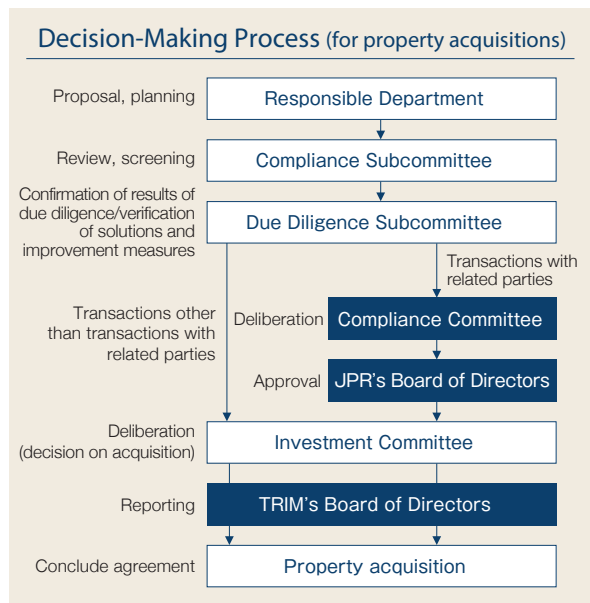 Decision-Making Process (for property acquisitions)
Proposal, planning
Responsible Department
Review, screening
Compliance Subcommittee
Confirmation of results of
due diligence/verification
of solutions and
improvement measures
Due Diligence Subcommittee
Transactions with
related parties
Transactions other
than transactions with
related parties
Deliberation
Compliance Committee
Approval
JPR's Board of Directors
Deliberation
(decision on acquisition)
Investment Committee
Reporting
TRIM's Board of Directors
Conclude agreement
Property acquisition